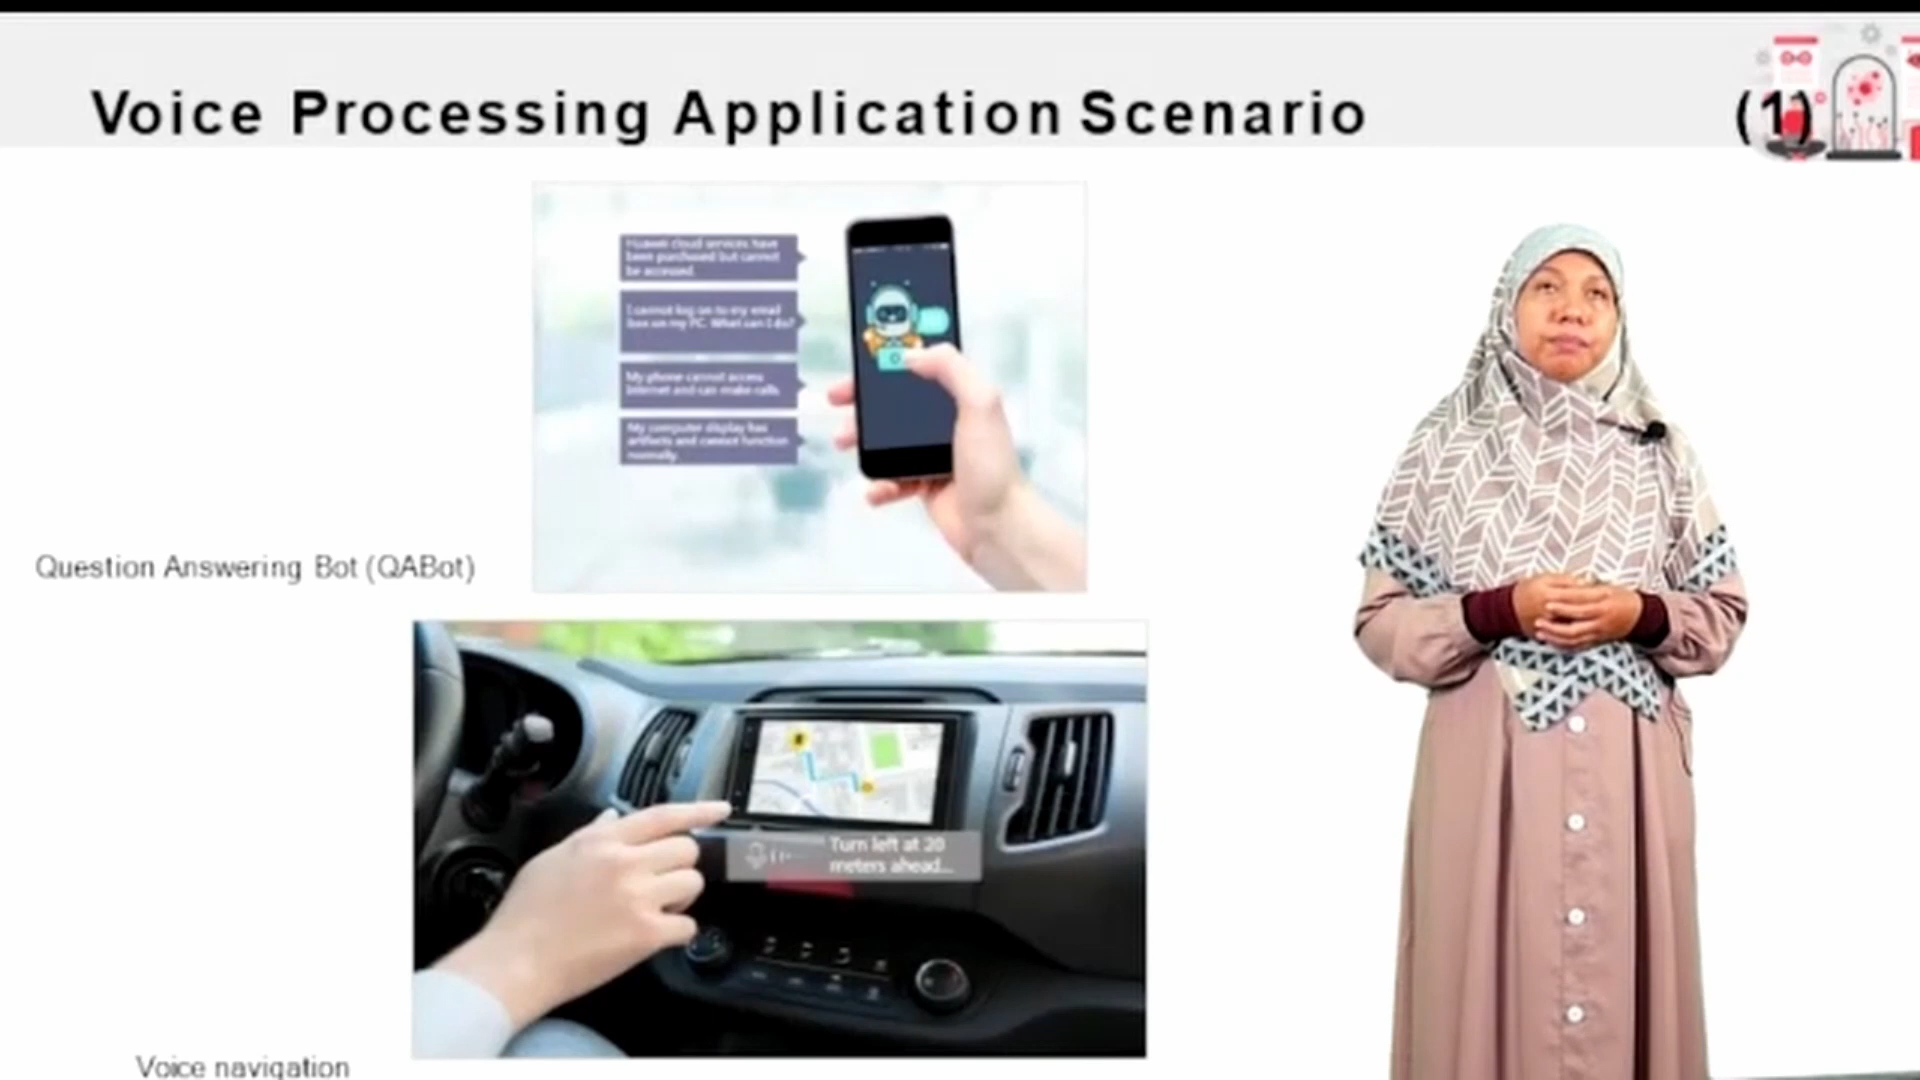 Voice Processing Application Scenario (1)
Huawei cloud services have
been purchased but cannot
be accessed.
I cannot log on to my email
box on my PC. What can I do?
My phone cannot access
Internet and can make calls.
My computer display has
artifacts and cannot function
normally.
Question Answering Bot (QABot)
Turn left at 20
meters ahead...
Voice navigation